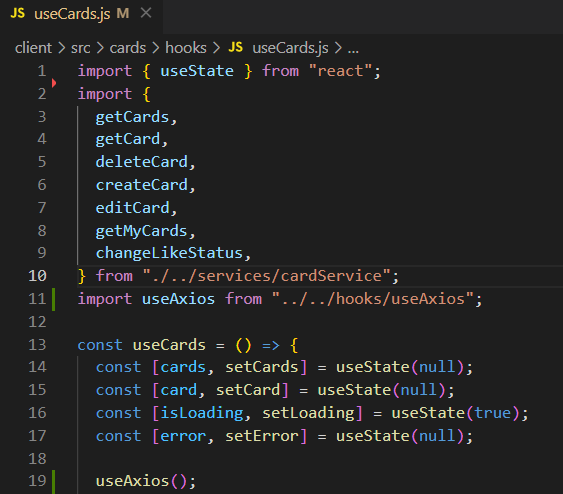 JS useCards.js M ×
client > src > cards > hooks > JS useCards.js > ...
1 import { useState } from "react";
2 import {
3 getCards,
4 getCard,
5 deleteCard,
6 createCard,
7 editCard,
8 getMyCards,
9 changeLikeStatus,
10 } from "./../services/cardService";
11 import useAxios from "../../hooks/useAxios";
12
13 const useCards = () => {
14 const [cards, setCards] = useState(null);
15 const [card, setCard] = useState(null);
16 const [isLoading, setLoading] = useState(true);
17 const [error, setError] = useState(null);
18
19 useAxios();